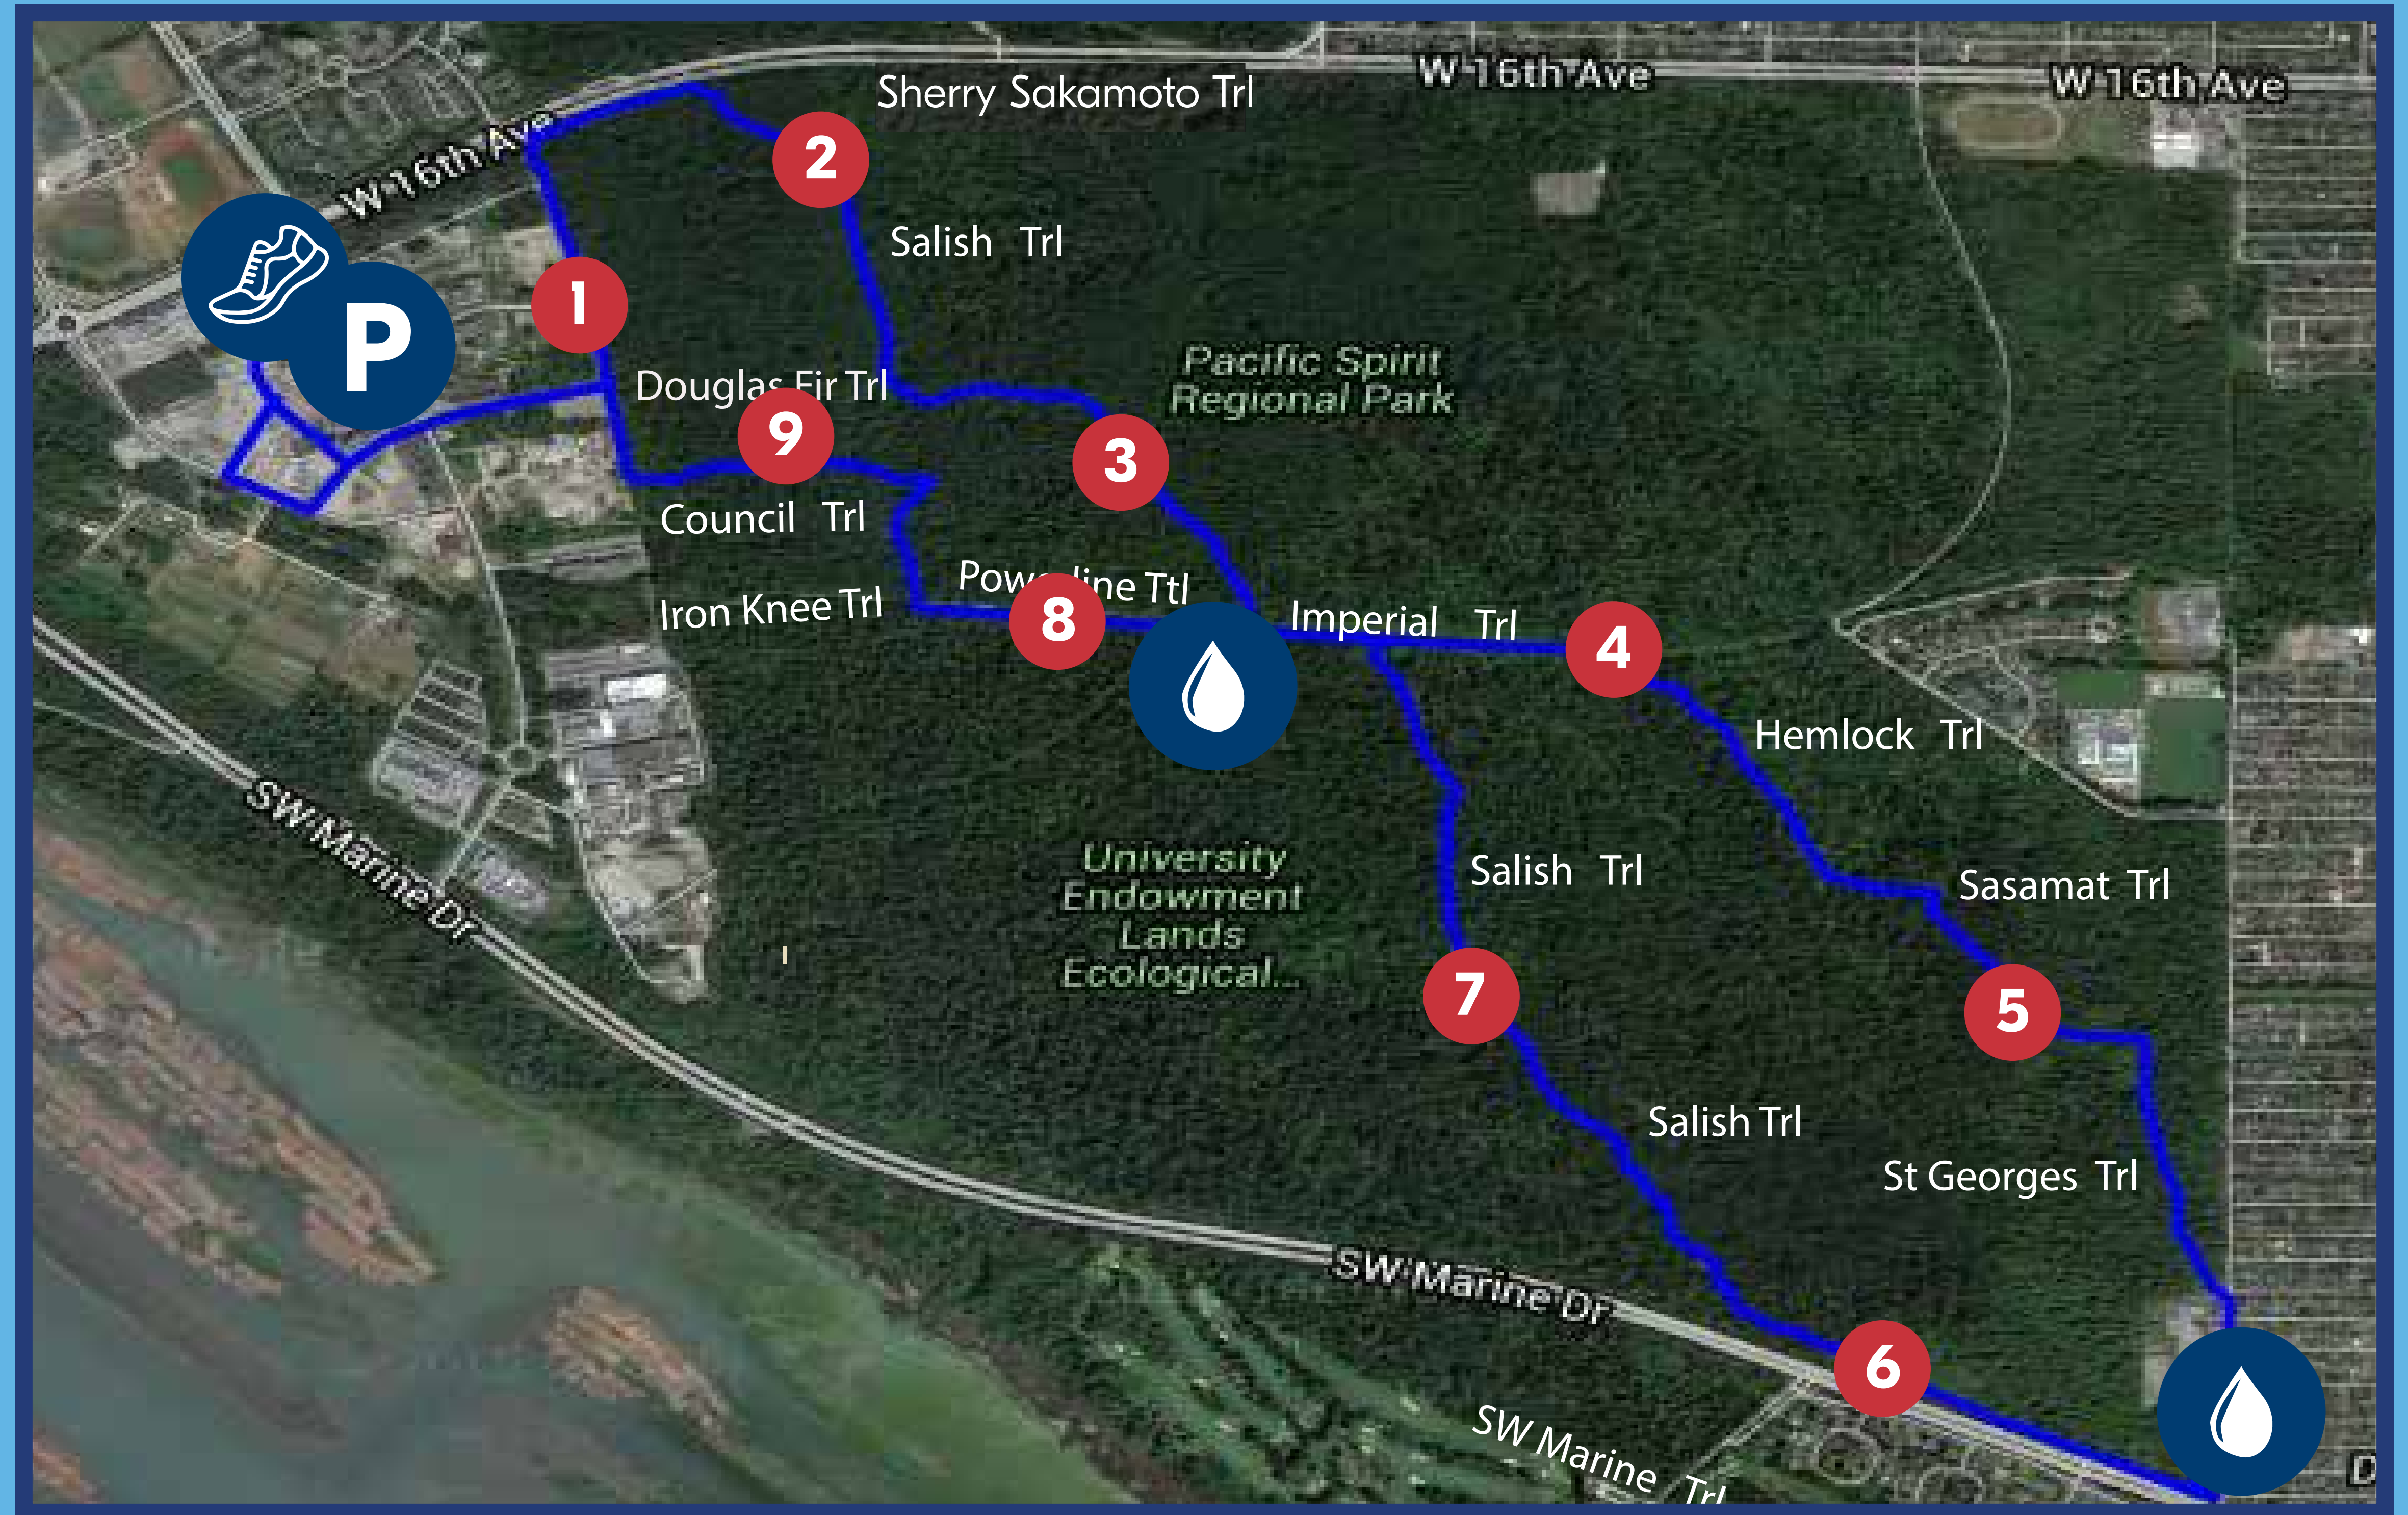 Sherry Sakamoto Trl
W 16th Ave
W 16th Ave
W 16th Ave
2
Salish Trl
P
1
Pacific Spirit
Regional Park
Douglas Fir Trl
9
3
Council Trl
Iron Knee Trl
Ttl
8
Imperial Trl
4
Hemlock Trl
SW Marine Dr
University
Endowment
Lands
Ecological...
Salish Trl
Sasamat Trl
7
5
Salish Trl
St Georges Trl
SW Marine Dr
6
SW Marine Trl
D